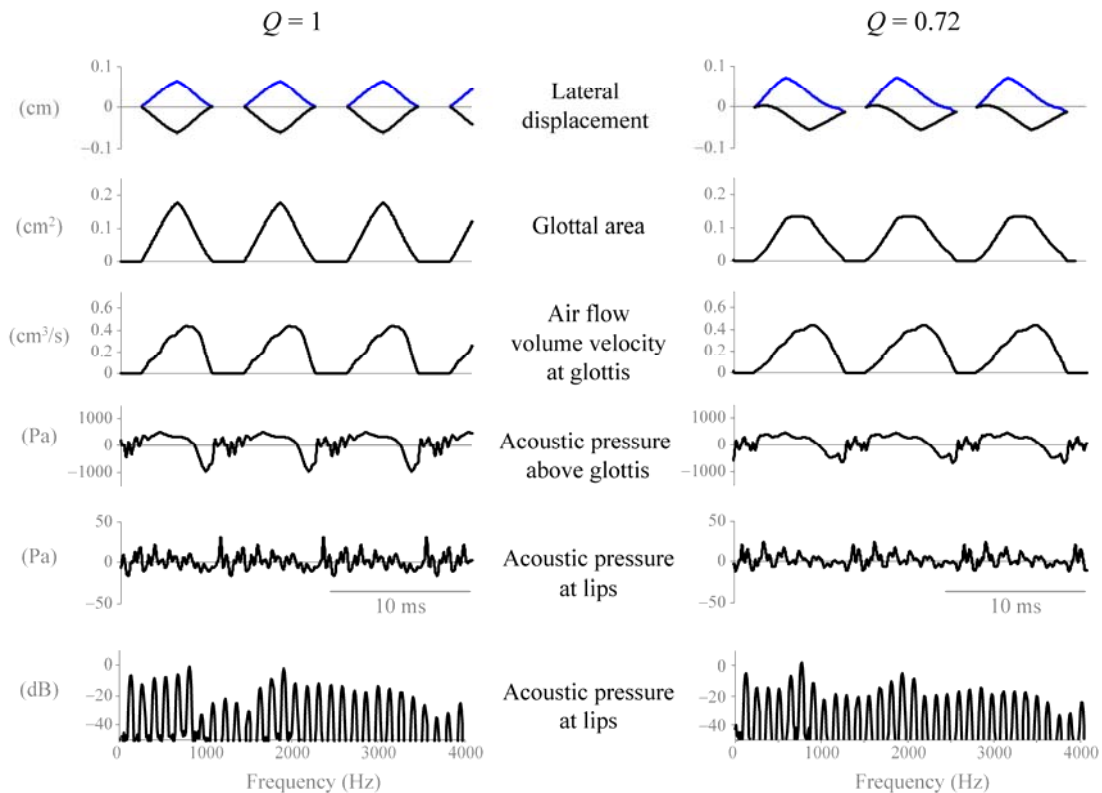 Q = 1
Q = 0.72
(cm)
0.1
0
–0.1
Lateral
displacement
0.1
0
–0.1
(cm2)
0.2
0.1
0
Glottal area
0.2
0.1
0
(cm3/s)
0.6
0.4
0.2
0
Air flow
volume velocity
at glottis
0.6
0.4
0.2
0
(Pa)
1000
0
–1000
Acoustic pressure
above glottis
1000
0
–1000
(Pa)
50
0
–50
10 ms
Acoustic pressure
at lips
50
0
–50
10 ms
(dB)
0
–20
–40
Acoustic pressure
at lips
0
–20
–40
0 1000 2000 3000 4000
Frequency (Hz)
0 1000 2000 3000 4000
Frequency (Hz)